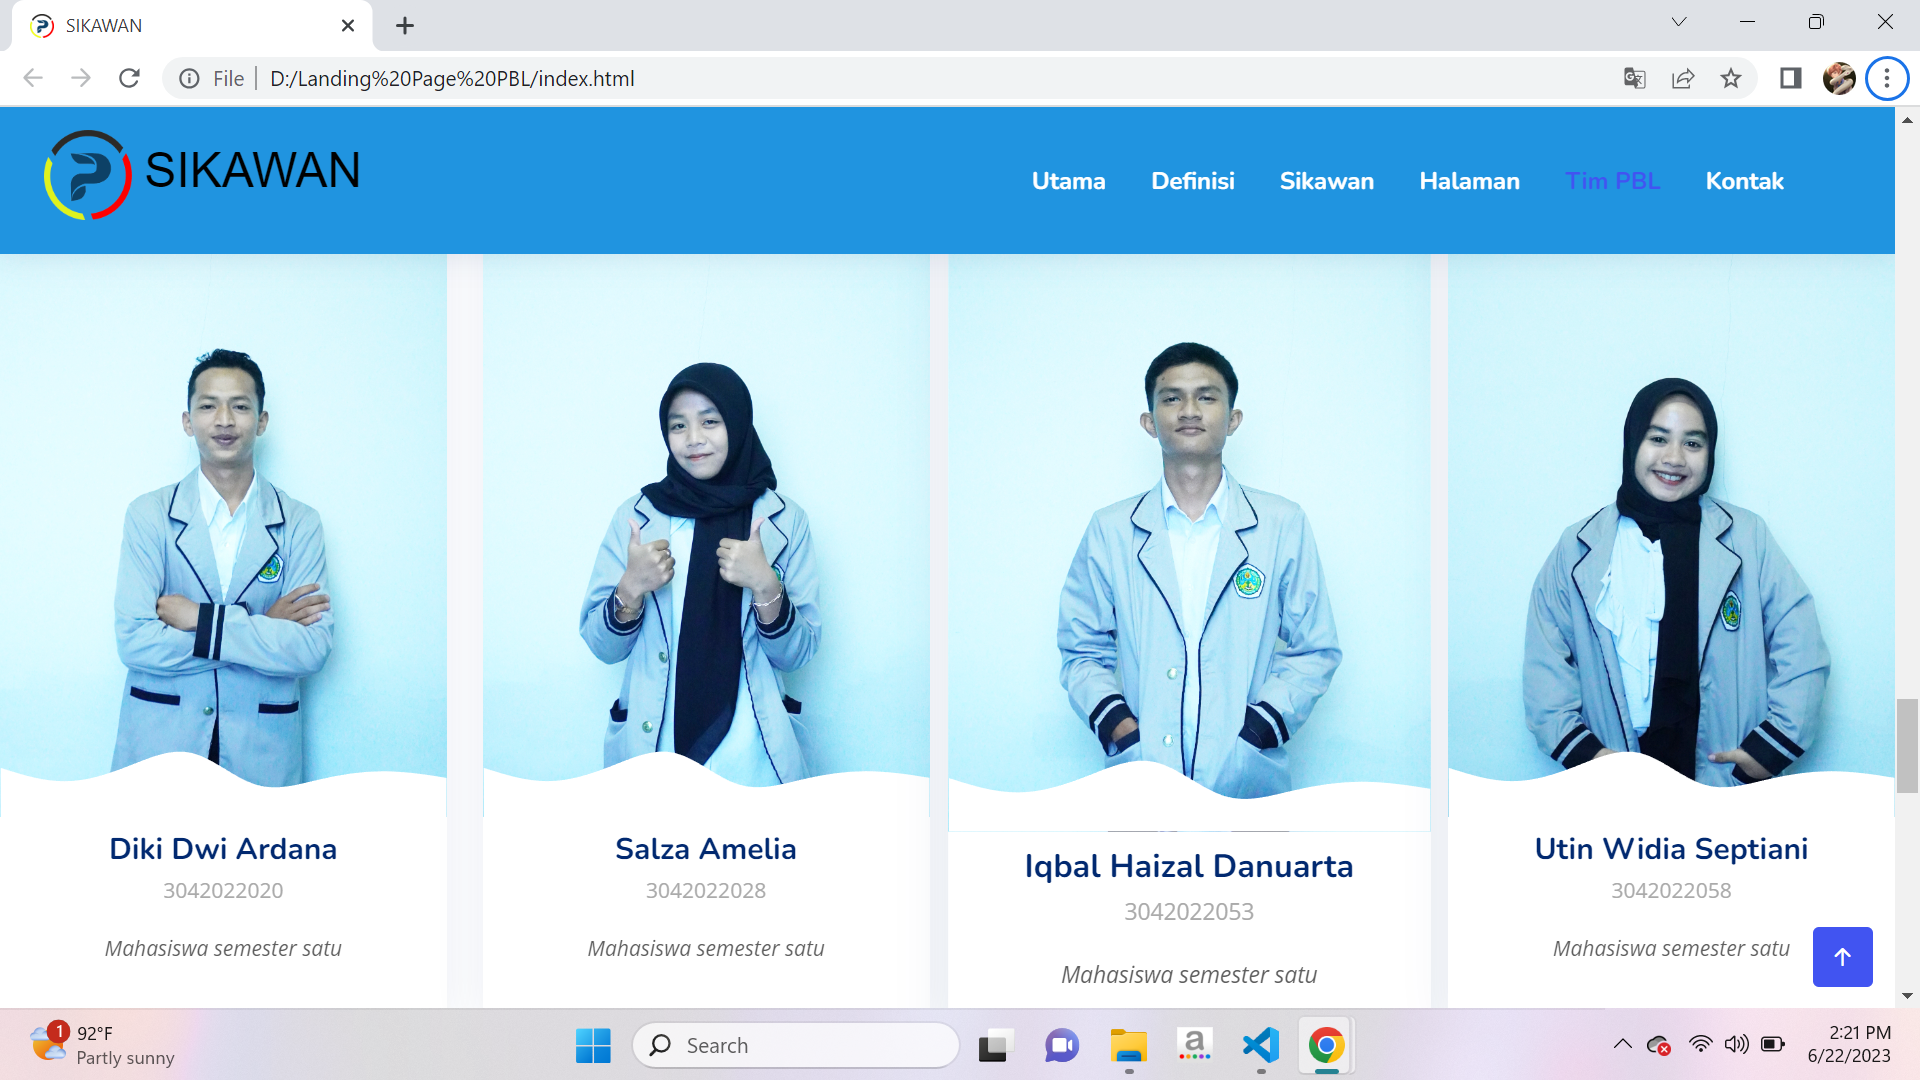 SIKAWAN
File
D:/Landing%20Page%20PBL/index.html
SIKAWAN
Utama
Definisi
Sikawan
Halaman
Tim PBL
Kontak
Diki Dwi Ardana
3042022020
Mahasiswa semester satu
Salza Amelia
3042022028
Mahasiswa semester satu
Iqbal Haizal Danuarta
3042022053
Mahasiswa semester satu
Utin Widia Septiani
3042022058
Mahasiswa semester satu
1
92°F
Partly sunny
Search
a
2:21 PM
6/22/2023